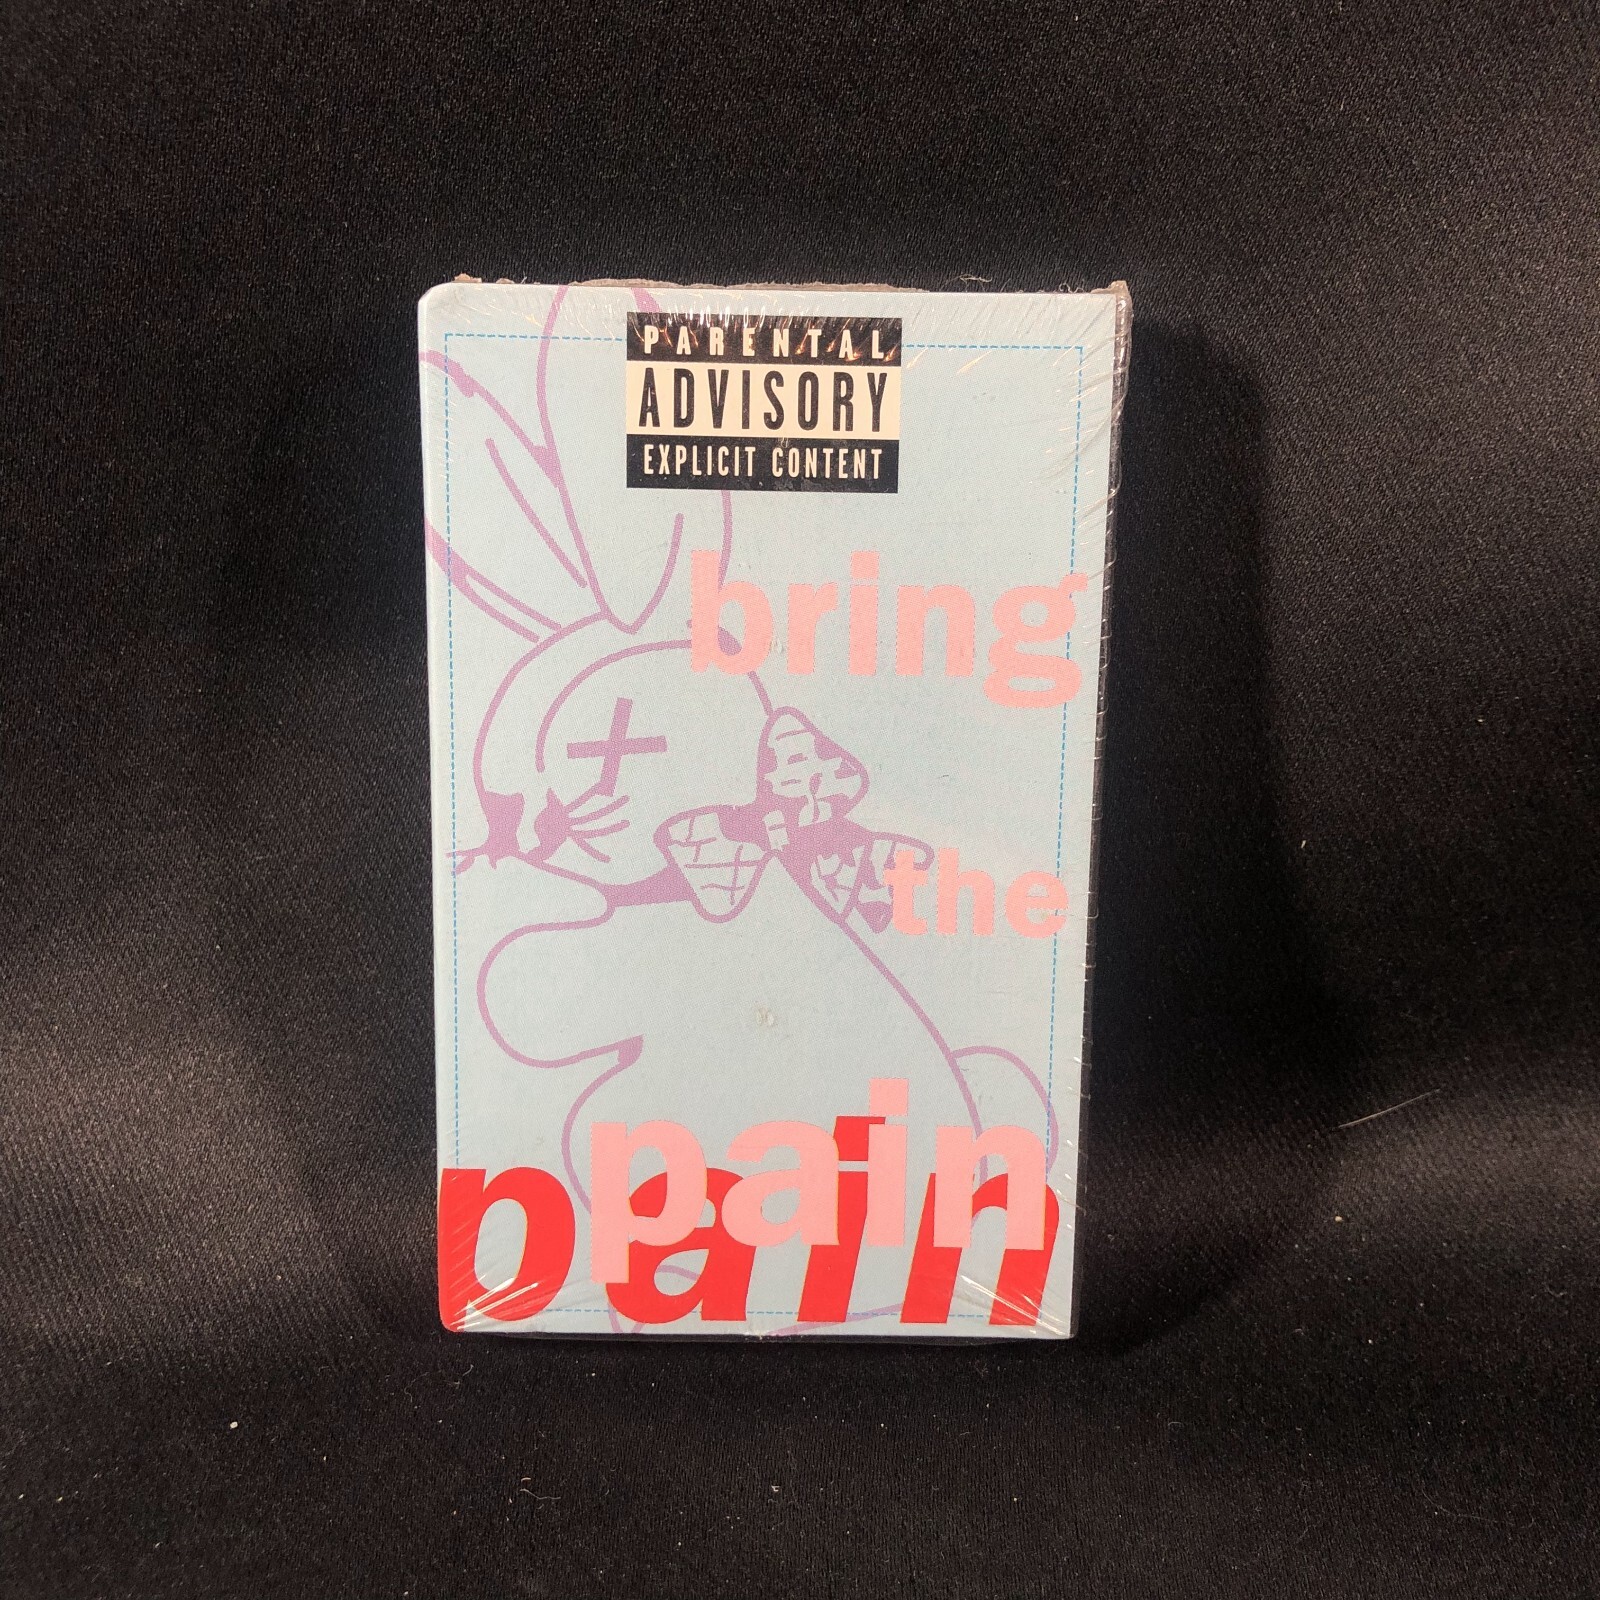 PARENTAL
ADVISORY
EXPLICIT CONTENT
bring
the
pain
pain